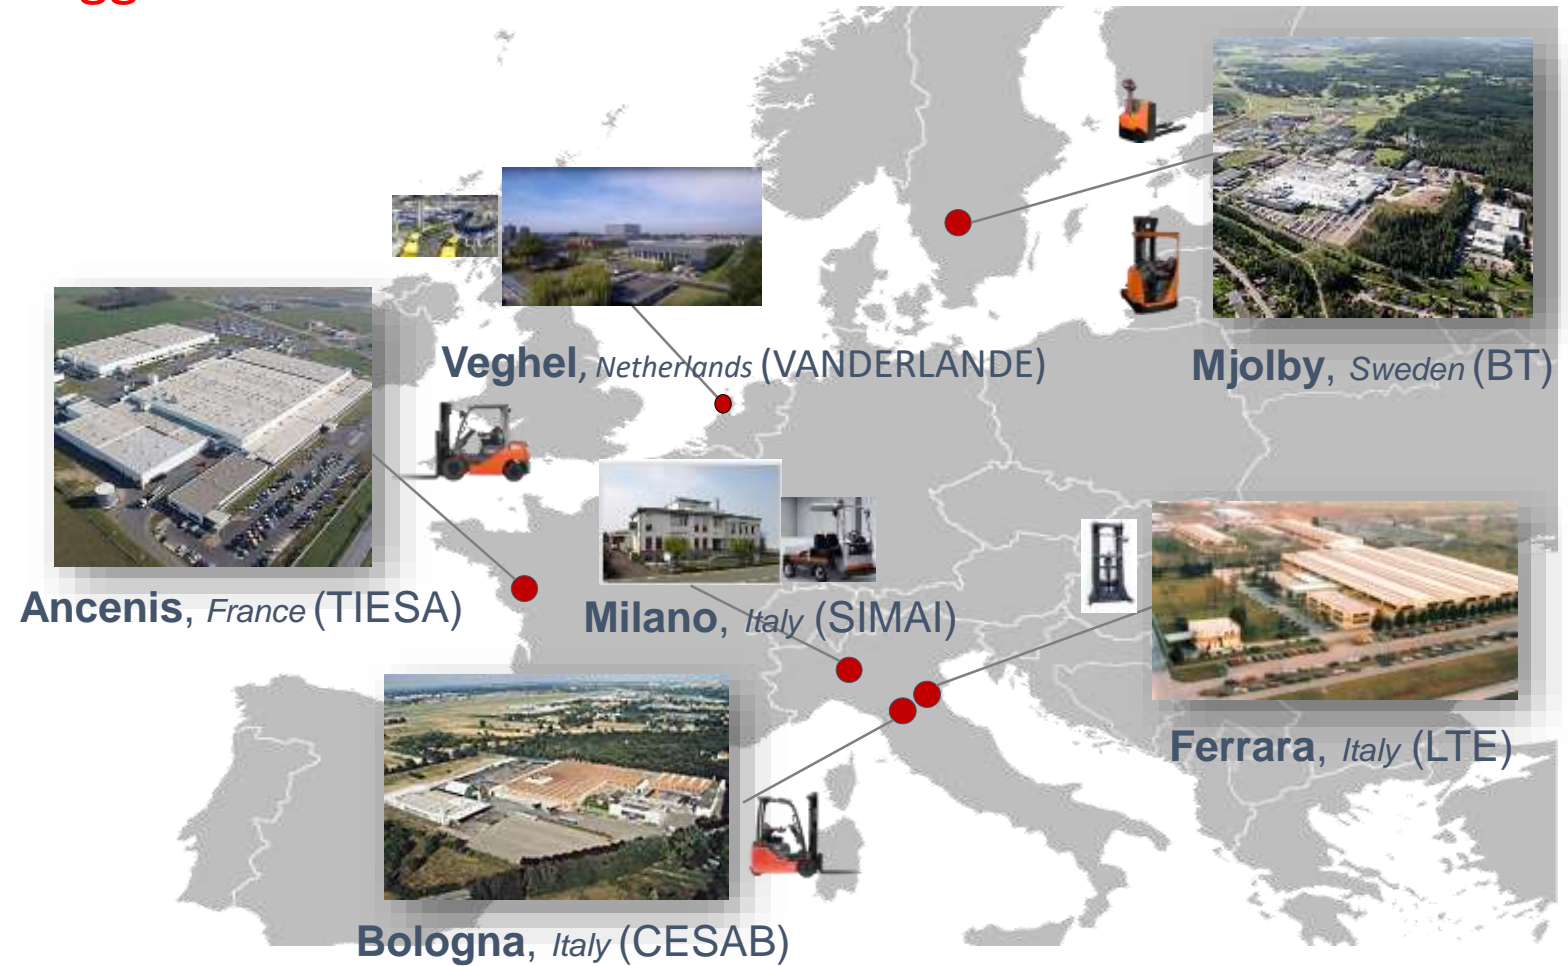 Veghel, Netherlands (VANDERLANDE)
Mjolby, Sweden (BT)
Ancenis, France (TIESA)
Milano, Italy (SIMAI)
Ferrara, Italy (LTE)
Bologna, Italy (CESAB)